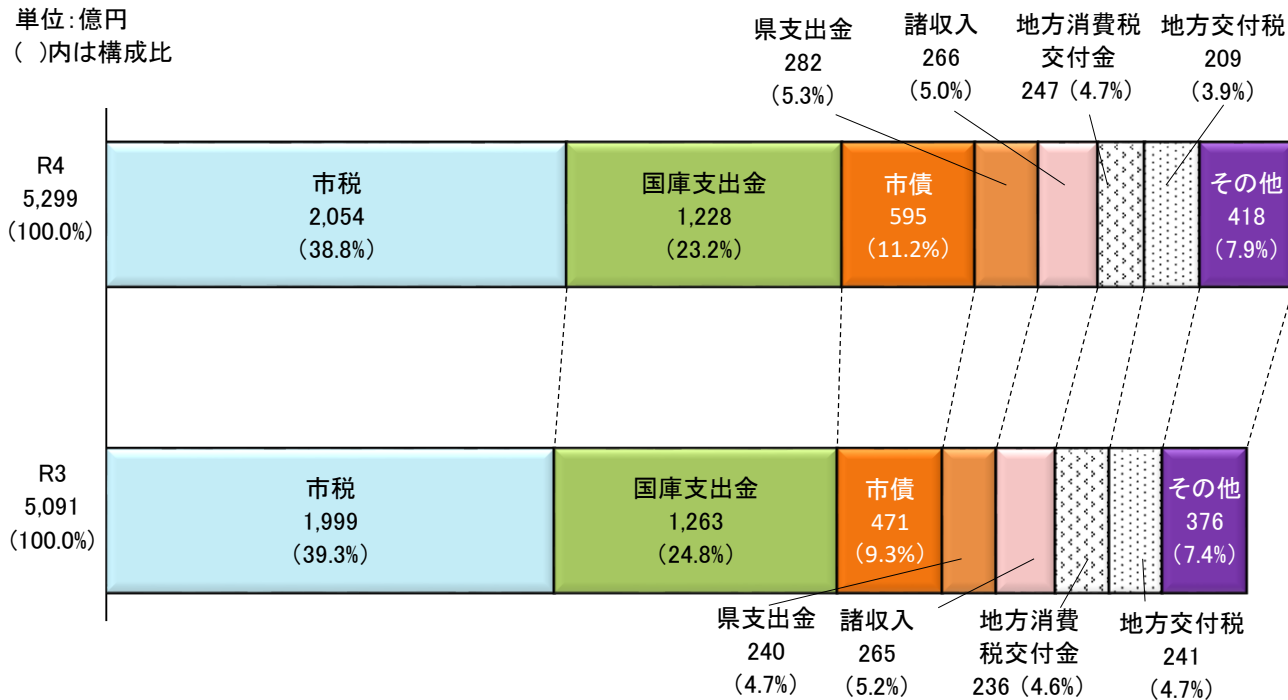 単位：億円
（ ）内は構成比
県支出金
282
（5.3%）
諸収入
266
（5.0%）
地方消費税
交付金
247（4.7%）
地方交付税
209
（3.9%）
R4
5,299
（100.0%）
市税
2,054
（38.8%）
国庫支出金
1,228
（23.2%）
市債
595
（11.2%）
その他
418
（7.9%）
R3
5,091
（100.0%）
市税
1,999
（39.3%）
国庫支出金
1,263
（24.8%）
市債
471
（9.3%）
その他
376
（7.4%）
県支出金
240
（4.7%）
諸収入
265
（5.2%）
地方消費
税交付金
236（4.6%）
地方交付税
241
（4.7%）